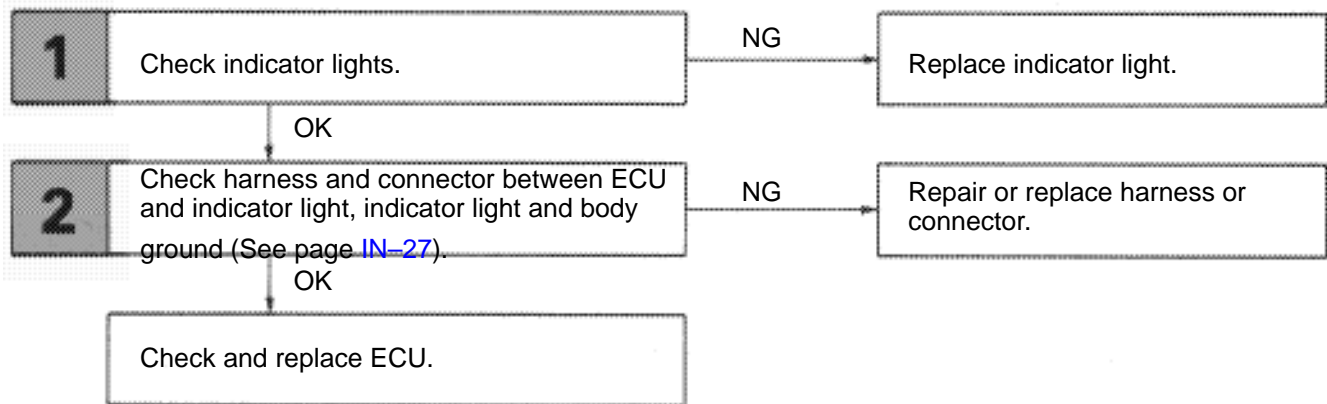 1
Check indicator lights.
NG
Replace indicator light.
OK
2
Check harness and connector between ECU
and indicator light, indicator light and body
ground (See page IN–27).
NG
Repair or replace harness or
connector.
OK
Check and replace ECU.